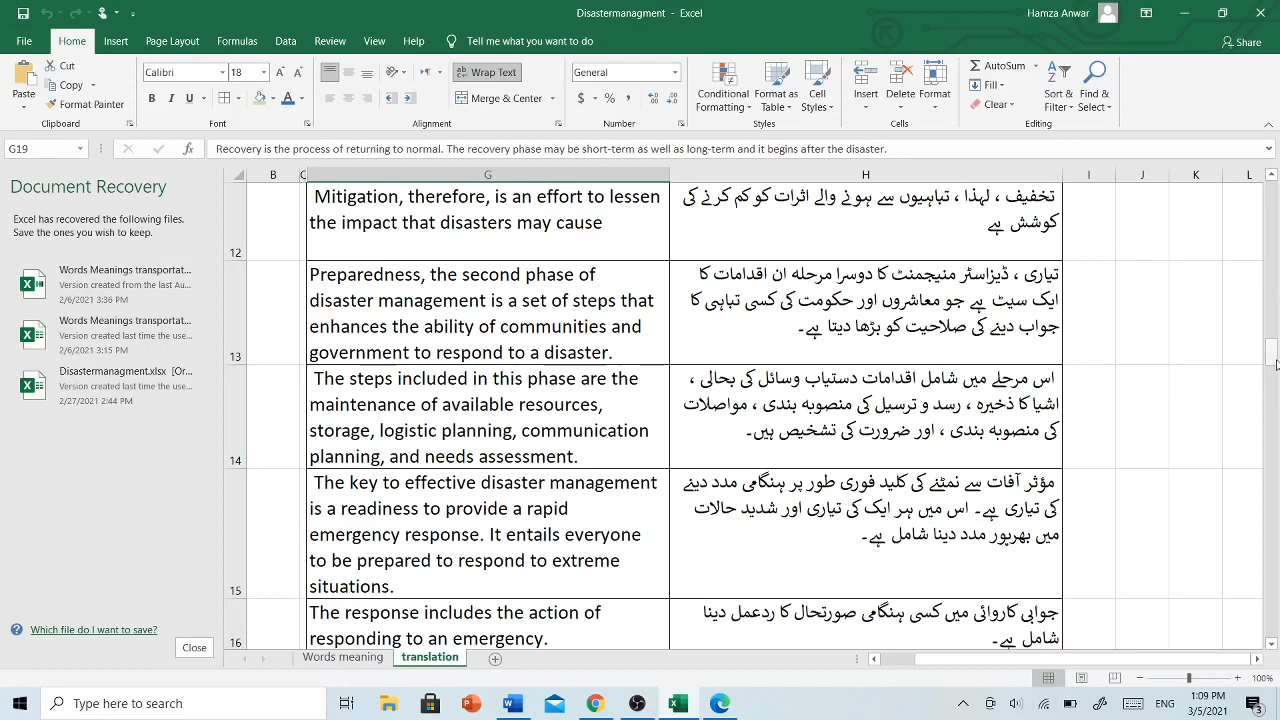 Disastermanagment - Excel
Hamza Anwar
File Home Insert Page Layout Formulas Data Review View Help Tell me what you want to do Share
Paste Cut Copy Format Painter Clipboard
Calibri 18 B I U Font
Wrap Text Merge & Center Alignment
General $ % , Number
Conditional Formatting Format as Table Cell Styles Styles
Insert Delete Format Cells
AutoSum Fill Clear Sort & Filter Find & Select Editing
G19 fx Recovery is the process of returning to normal. The recovery phase may be short-term as well as long-term and it begins after the disaster.
Document Recovery
Excel has recovered the following files.
Save the ones you wish to keep.
Words Meanings transportat...
Version created from the last Au...
2/6/2021 3:36 PM
Words Meanings transportat...
Version created last time the use...
2/6/2021 3:15 PM
Disastermanagment.xlsx [Or...
Version created last time the use...
2/27/2021 2:44 PM
Which file do I want to save?
Close
B C G H I J K L
12
Mitigation, therefore, is an effort to lessen
the impact that disasters may cause
تخفیف ، لہذا ، تباہیوں سے ہونے والے اثرات کو کم کرنے کی
کوشش ہے
13
Preparedness, the second phase of
disaster management is a set of steps that
enhances the ability of communities and
government to respond to a disaster.
تیاری ، ڈیزاسٹر منیجمنٹ کا دوسرا مرحلہ ان اقدامات کا
ایک سیٹ ہے جو معاشروں اور حکومت کی کسی تباہی کا
جواب دینے کی صلاحیت کو بڑھا دیتا ہے۔
14
The steps included in this phase are the
maintenance of available resources,
storage, logistic planning, communication
planning, and needs assessment.
اس مرحلے میں شامل اقدامات دستیاب وسائل کی بحالی ،
اشیا کا ذخیرہ ، رسد و ترسیل کی منصوبہ بندی ، مواصلات
کی منصوبہ بندی ، اور ضرورت کی تشخیص ہیں۔
15
The key to effective disaster management
is a readiness to provide a rapid
emergency response. It entails everyone
to be prepared to respond to extreme
situations.
مؤثر آفات سے نمٹنے کی کلید فوری طور پر ہنگامی مدد دینے
کی تیاری ہے۔ اس میں ہر ایک کی تیاری اور شدید حالات
میں بھرپور مدد دینا شامل ہے۔
16
The response includes the action of
responding to an emergency.
جوابی کاروائی میں کسی ہنگامی صورتحال کا ردعمل دینا
شامل ہے۔
Words meaning translation
100%
Type here to search
ENG
1:09 PM
3/5/2021
3